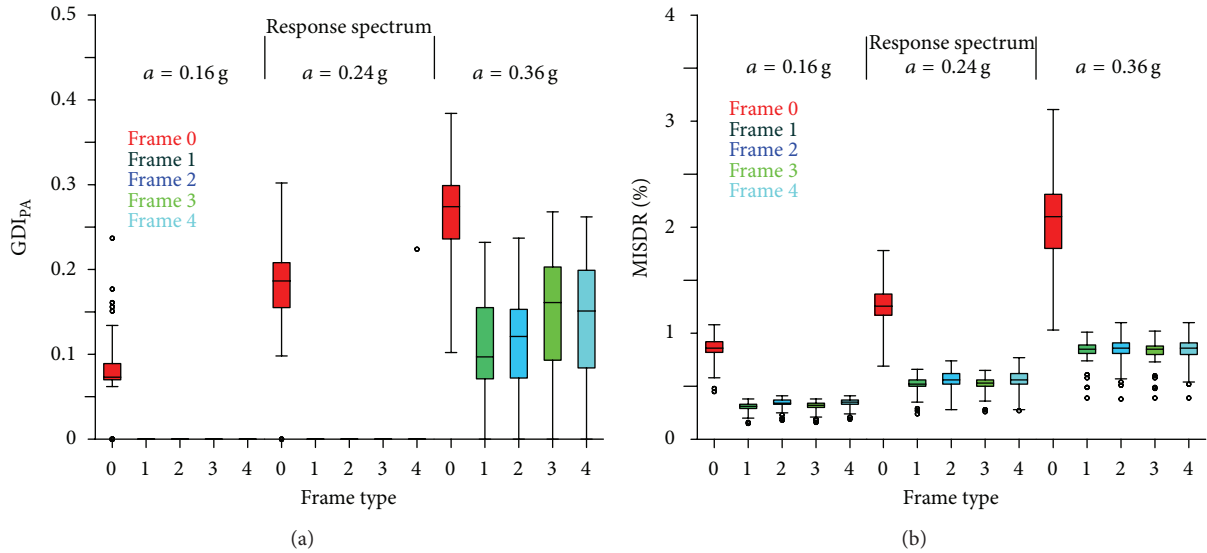 0.5
0.4
0.3
0.2
0.1
0
GDI_PA
Response spectrum
a = 0.16 g
a = 0.24 g
a = 0.36 g
Frame 0
Frame 1
Frame 2
Frame 3
Frame 4
0 1 2 3 4 0 1 2 3 4 0 1 2 3 4
Frame type
(a)
4
3
2
1
0
MISDR (%)
Response spectrum
a = 0.16 g
a = 0.24 g
a = 0.36 g
Frame 0
Frame 1
Frame 2
Frame 3
Frame 4
0 1 2 3 4 0 1 2 3 4 0 1 2 3 4
Frame type
(b)